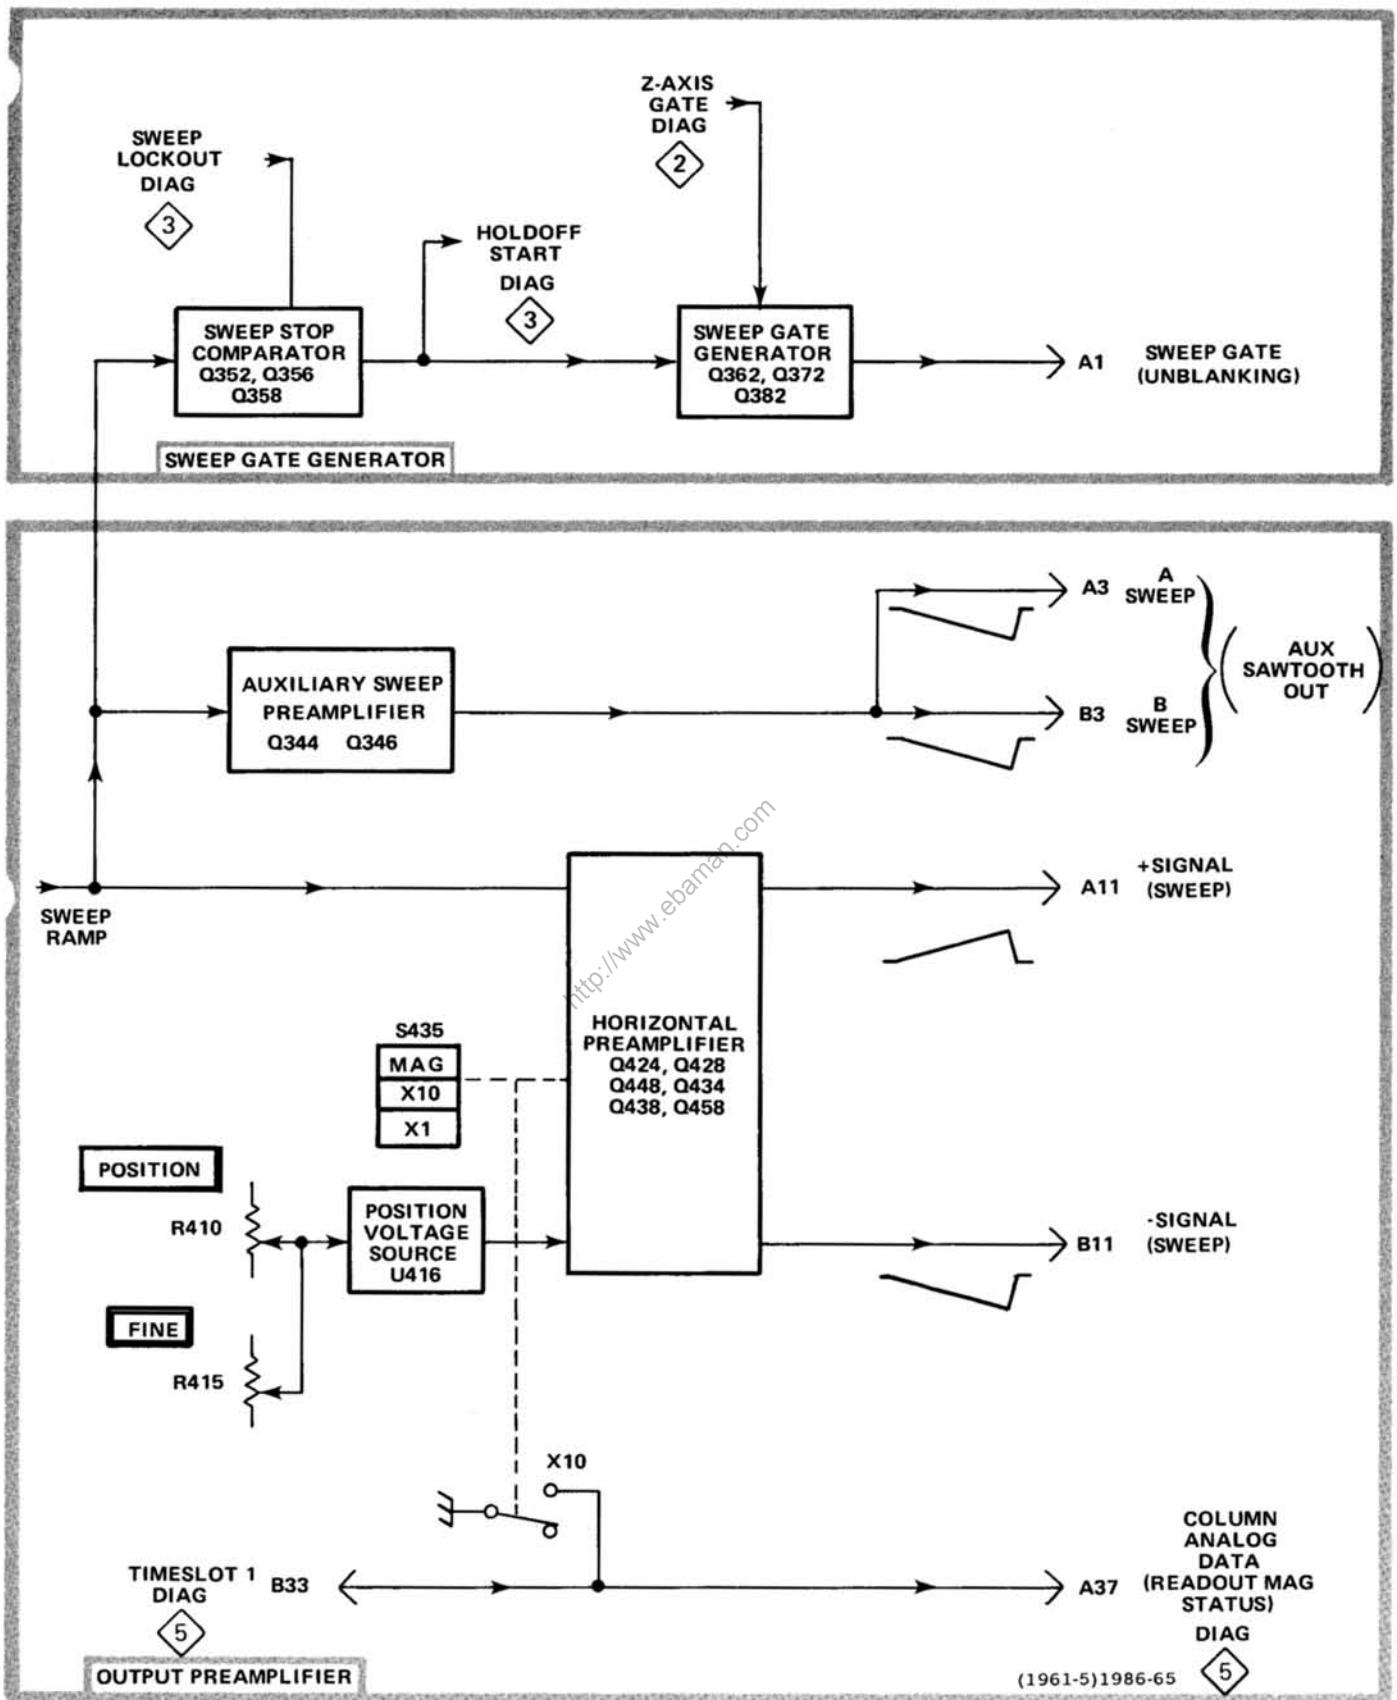 Z-AXIS
GATE
DIAG
2
SWEEP
LOCKOUT
DIAG
3
HOLDOFF
START
DIAG
3
SWEEP STOP
COMPARATOR
Q352, Q356
Q358
SWEEP GATE
GENERATOR
Q362, Q372
Q382
A1
SWEEP GATE
(UNBLANKING)
SWEEP GATE GENERATOR
A3
A
SWEEP
AUXILIARY SWEEP
PREAMPLIFIER
Q344 Q346
B3
B
SWEEP
(AUX
SAWTOOTH
OUT)
SWEEP
RAMP
A11
+SIGNAL
(SWEEP)
http://www.ebaman.com
HORIZONTAL
PREAMPLIFIER
Q424, Q428
Q448, Q434
Q438, Q458
S435
MAG
X10
X1
POSITION
R410
POSITION
VOLTAGE
SOURCE
U416
B11
-SIGNAL
(SWEEP)
FINE
R415
X10
TIMESLOT 1
DIAG
5
B33
A37
COLUMN
ANALOG
DATA
(READOUT MAG
STATUS)
DIAG
5
OUTPUT PREAMPLIFIER
(1961-5)1986-65